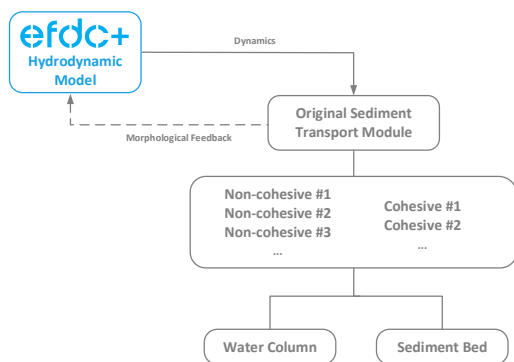 efdc+
Hydrodynamic
Model
Dynamics
Original Sediment
Transport Module
Morphological Feedback
Non-cohesive #1
Non-cohesive #2
Non-cohesive #3
...
Cohesive #1
Cohesive #2
...
Water Column
Sediment Bed